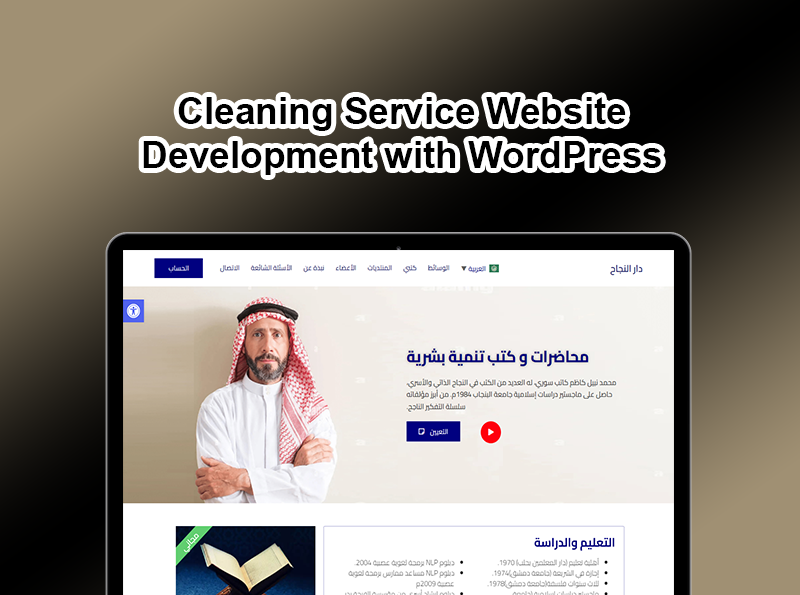 Cleaning Service Website
Development with WordPress
دار النجاح
العربية ▼
الوسائط
كتبي
المنتديات
الأعضاء
نبذة عن
الأسئلة الشائعة
الاتصال
الحساب
محاضرات و كتب تنمية بشرية
محمد نبيل كاظم كاتب سوري، له العديد من الكتب في النجاح الذاتي والأسري،
حاصل على ماجستير دراسات إسلامية جامعة البنجاب 1984م. من أبرز مؤلفاته
سلسلة التفكير الناجح.
التعيين
مجاني
التعليم والدراسة
أهلية تعليم (دار المعلمين بحلب) 1970.
إجازة في الشريعة (جامعة دمشق)1974.
ثلاث سنوات فلسفة(جامعة دمشق)1978.
دبلوم NLP برمجة لغوية عصبية 2004.
دبلوم NLP مساعد ممارس برمجة لغوية
عصبية 2009م